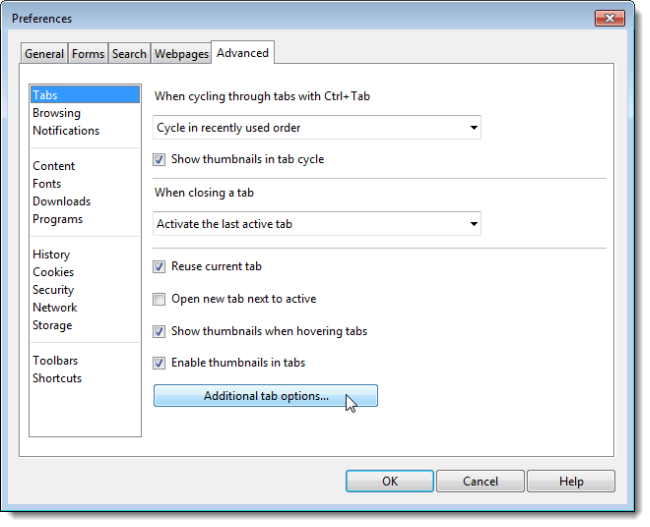 Preferences
General Forms Search Webpages Advanced
Tabs
Browsing
Notifications
Content
Fonts
Downloads
Programs
History
Cookies
Security
Network
Storage
Toolbars
Shortcuts
When cycling through tabs with Ctrl+Tab
Cycle in recently used order
Show thumbnails in tab cycle
When closing a tab
Activate the last active tab
Reuse current tab
Open new tab next to active
Show thumbnails when hovering tabs
Enable thumbnails in tabs
Additional tab options...
OK Cancel Help